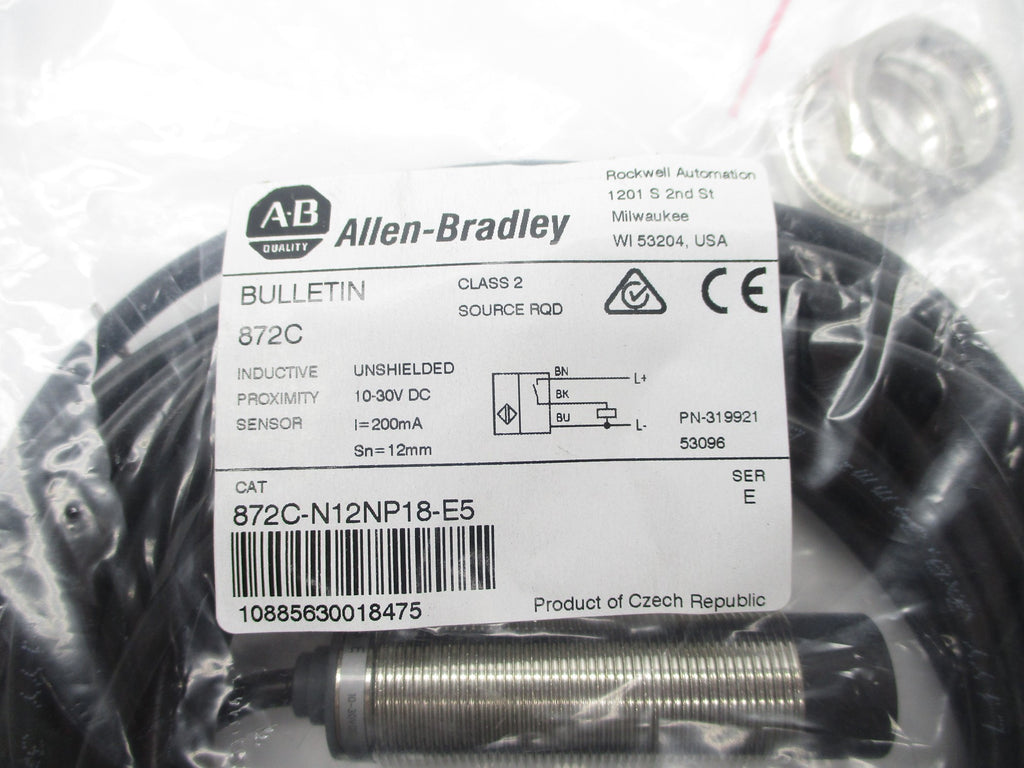 A-B
QUALITY
Allen-Bradley
Rockwell Automation
1201 S 2nd St
Milwaukee
WI 53204, USA
BULLETIN
872C
CLASS 2
SOURCE RQD
CE
INDUCTIVE
PROXIMITY
SENSOR
UNSHIELDED
10-30V DC
I=200mA
Sn=12mm
BN
L+
BK
BU
L-
PN-319921
53096
CAT
872C-N12NP18-E5
SER
E
10885630018475
Product of Czech Republic